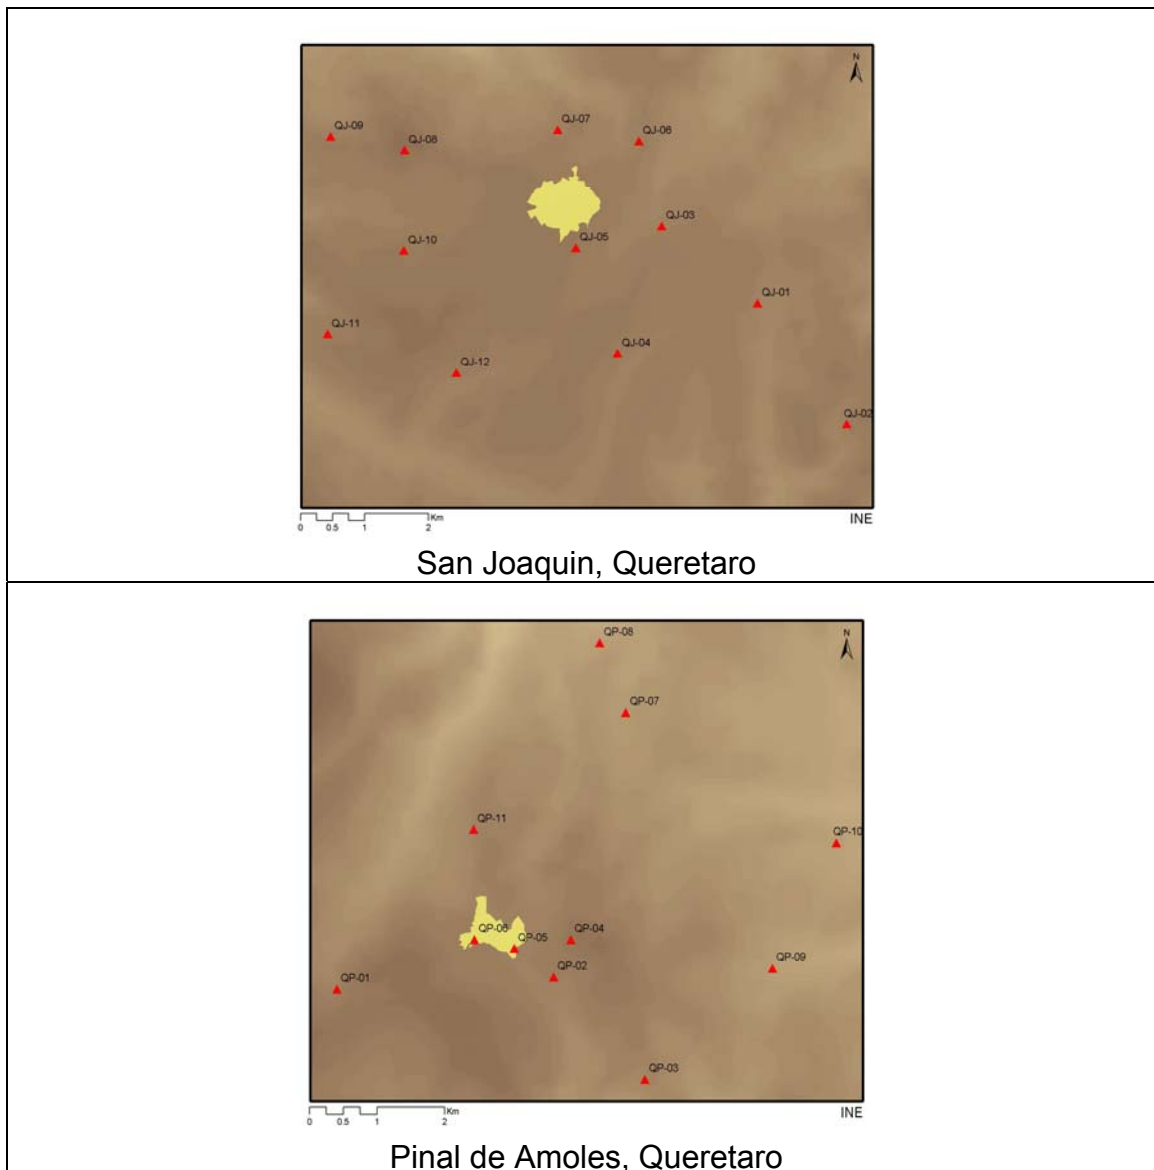 N
QJ-09
QJ-08
QJ-07
QJ-06
QJ-03
QJ-10
QJ-05
QJ-01
QJ-11
QJ-04
QJ-12
QJ-02
0 0.5 1 2 Km
INE
San Joaquin, Queretaro
N
QP-08
QP-07
QP-11
QP-10
QP-06
QP-05
QP-04
QP-02
QP-09
QP-01
QP-03
0 0.5 1 2 Km
INE
Pinal de Amoles, Queretaro